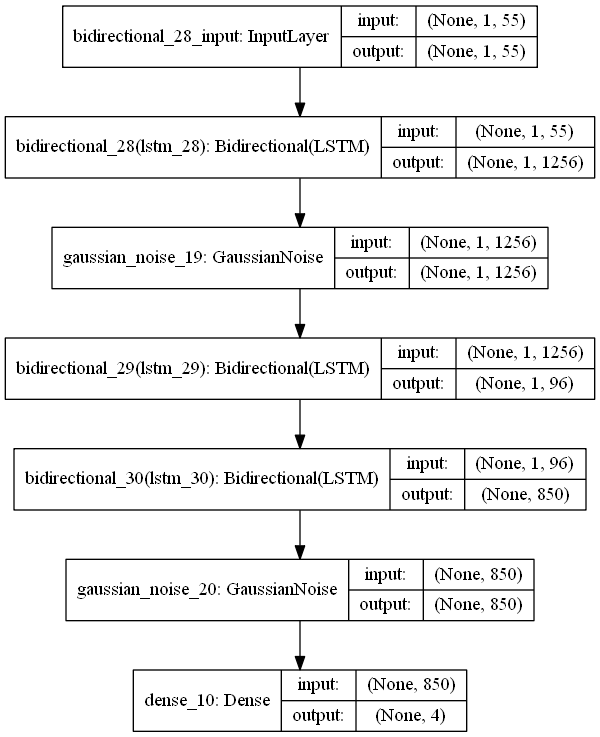 bidirectional_28_input: InputLayer input: (None, 1, 55)
output: (None, 1, 55)
bidirectional_28(lstm_28): Bidirectional(LSTM) input: (None, 1, 55)
output: (None, 1, 1256)
gaussian_noise_19: GaussianNoise input: (None, 1, 1256)
output: (None, 1, 1256)
bidirectional_29(lstm_29): Bidirectional(LSTM) input: (None, 1, 1256)
output: (None, 1, 96)
bidirectional_30(lstm_30): Bidirectional(LSTM) input: (None, 1, 96)
output: (None, 850)
gaussian_noise_20: GaussianNoise input: (None, 850)
output: (None, 850)
dense_10: Dense input: (None, 850)
output: (None, 4)